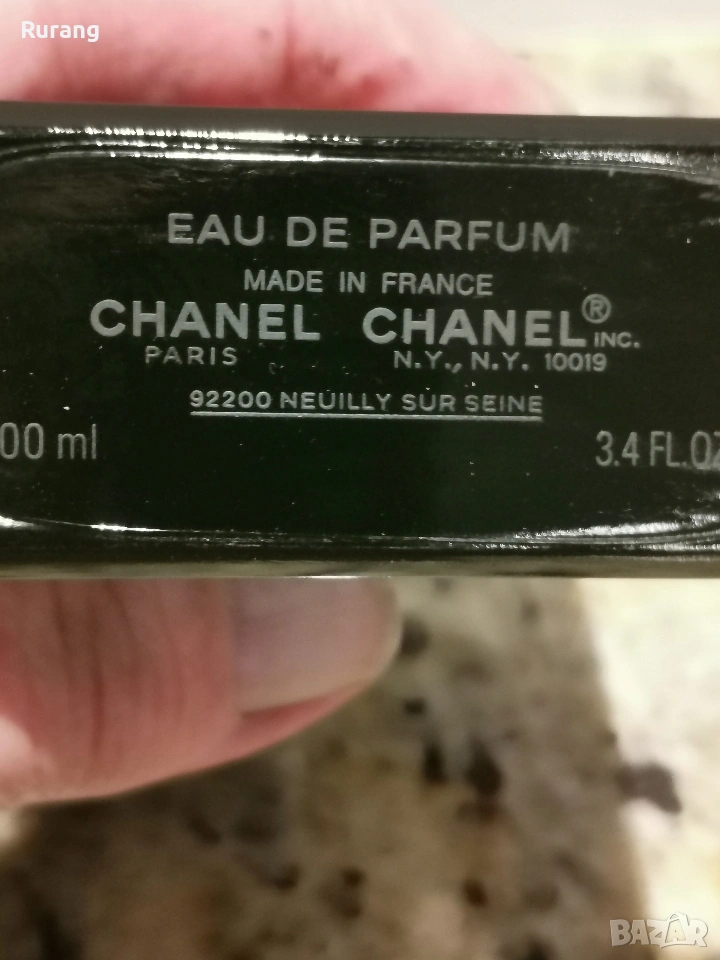 Rurang
EAU DE PARFUM
MADE IN FRANCE
CHANEL CHANEL® INC.
PARIS N.Y., N.Y. 10019
92200 NEUILLY SUR SEINE
00 ml 3.4 FL.OZ
BAZAR